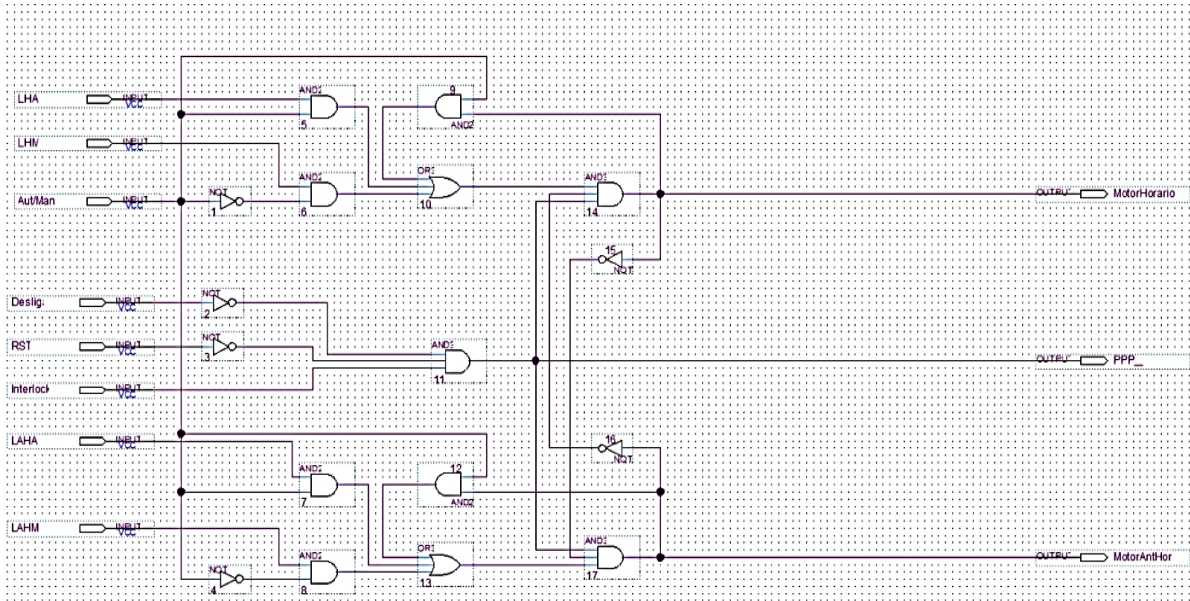 9
AND2
LHA INPUT VCC
5
AND2
LHM INPUT VCC
AND2 OR3 AND3
Aut/Man INPUT VCC NOT 1
6 10 14
MotorHorario
OUTPUT
15
NOT
Deslig INPUT VCC NOT 2
RST INPUT VCC NOT 3
AND3
11
OUTPUT PPP_
Interlock INPUT VCC
LAHA INPUT VCC
16
NOT
AND2
7
12
AND2
LAHM INPUT VCC
AND2 OR3 AND3
NOT 4
8 13 17
OUTPUT MotorAntHor